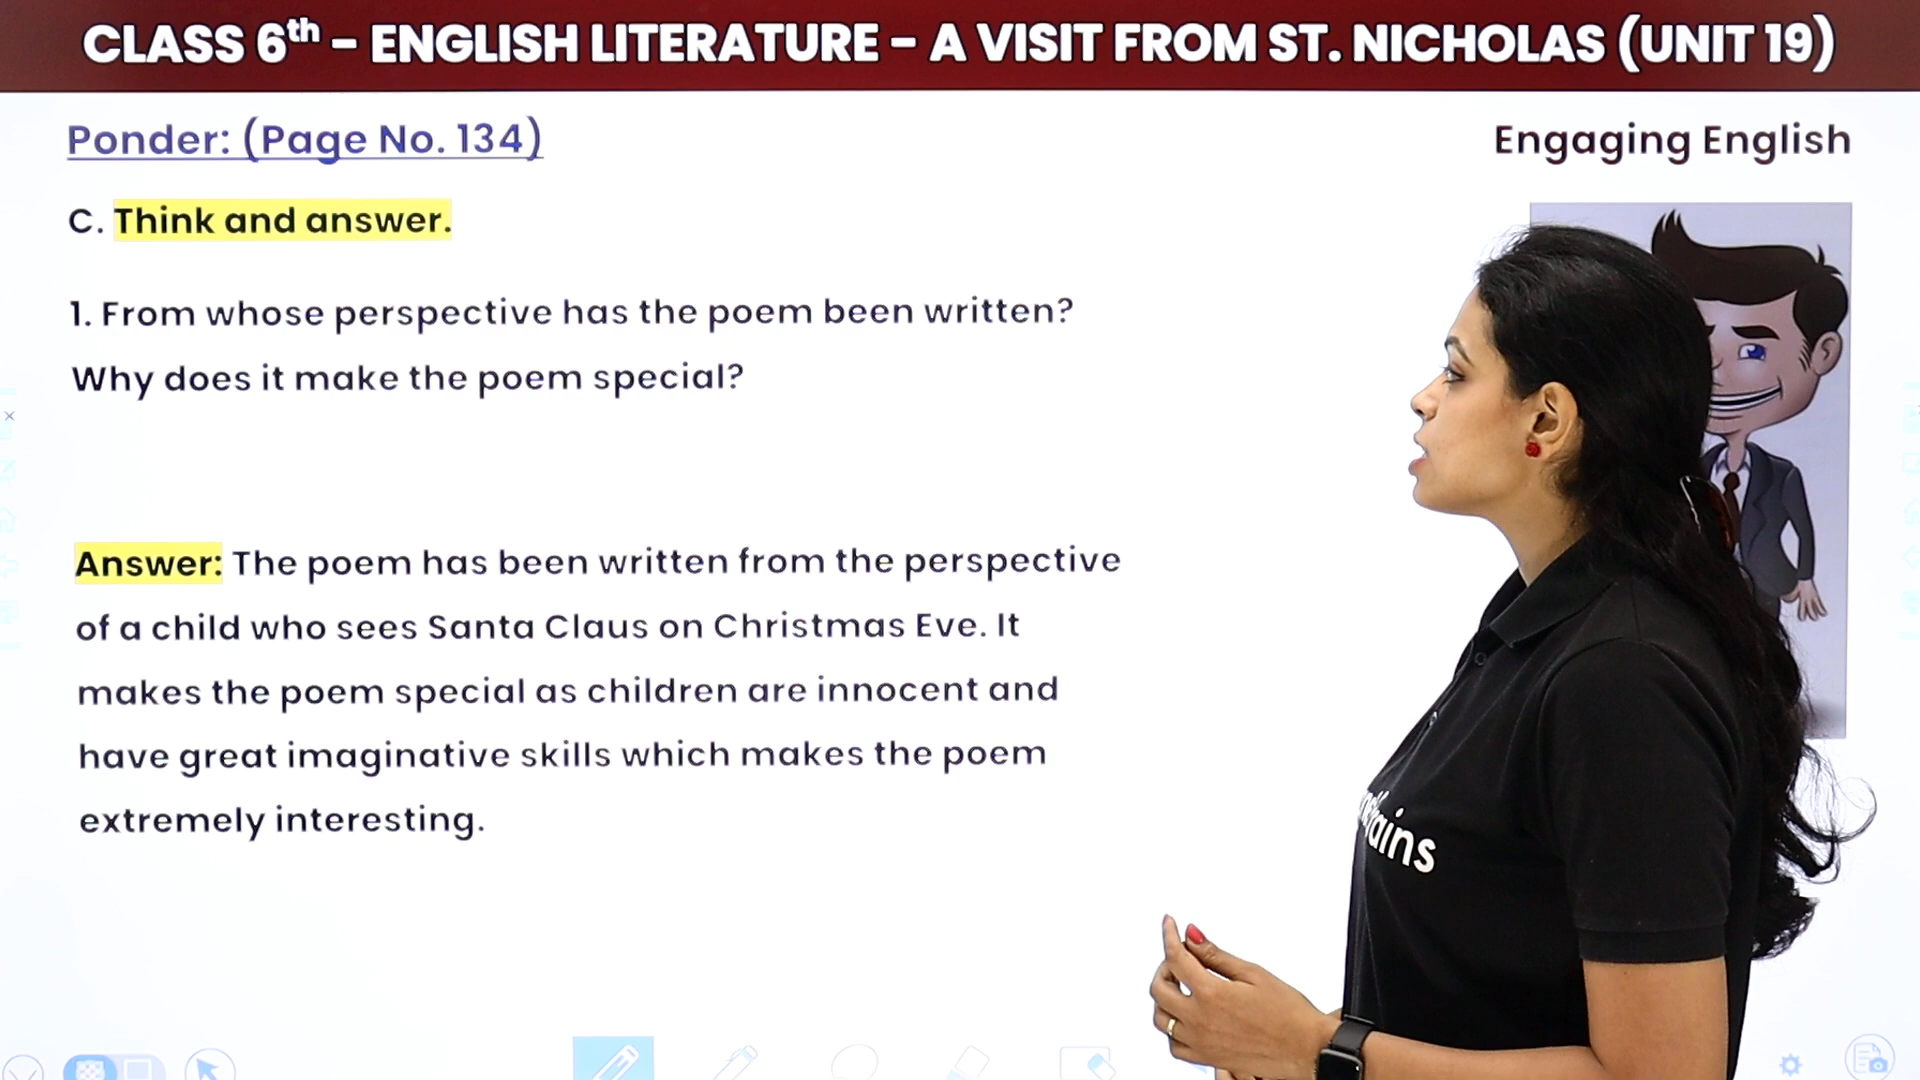 CLASS 6th – ENGLISH LITERATURE – A VISIT FROM ST. NICHOLAS (UNIT 19)
Ponder: (Page No. 134)
Engaging English
C. Think and answer.
1. From whose perspective has the poem been written?
Why does it make the poem special?
Answer: The poem has been written from the perspective
of a child who sees Santa Claus on Christmas Eve. It
makes the poem special as children are innocent and
have great imaginative skills which makes the poem
extremely interesting.